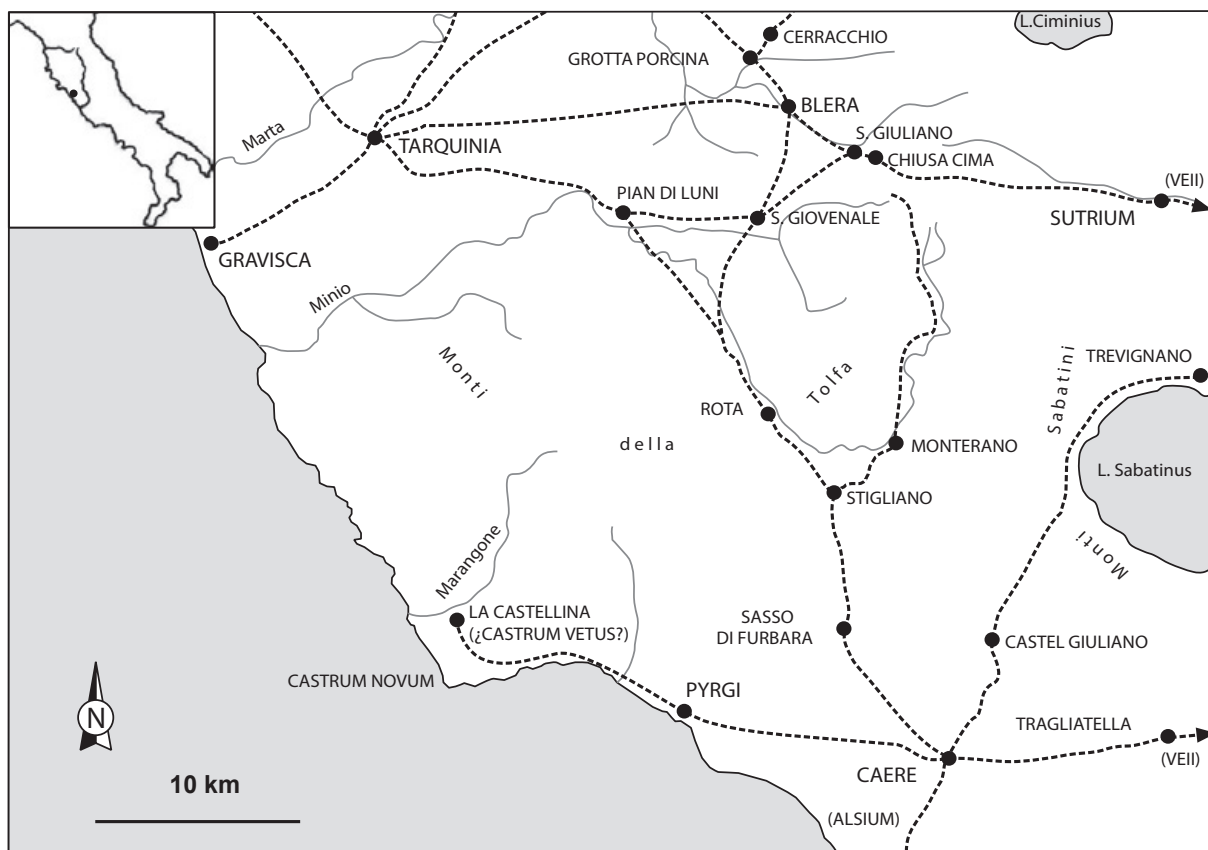 L.Ciminius
CERRACCHIO
GROTTA PORCINA
BLERA
Marta
TARQUINIA
S. GIULIANO
CHIUSA CIMA
(VEII)
PIAN DI LUNI
S. GIOVENALE
SUTRIUM
GRAVISCA
Minio
Monti
della
Tolfa
Sabatini
TREVIGNANO
ROTA
MONTERANO
L. Sabatinus
STIGLIANO
Monti
Marangone
LA CASTELLINA
(¿CASTRUM VETUS?)
SASSO
DI FURBARA
CASTEL GIULIANO
CASTRUM NOVUM
PYRGI
N
TRAGLIATELLA
(VEII)
CAERE
10 km
(ALSIUM)